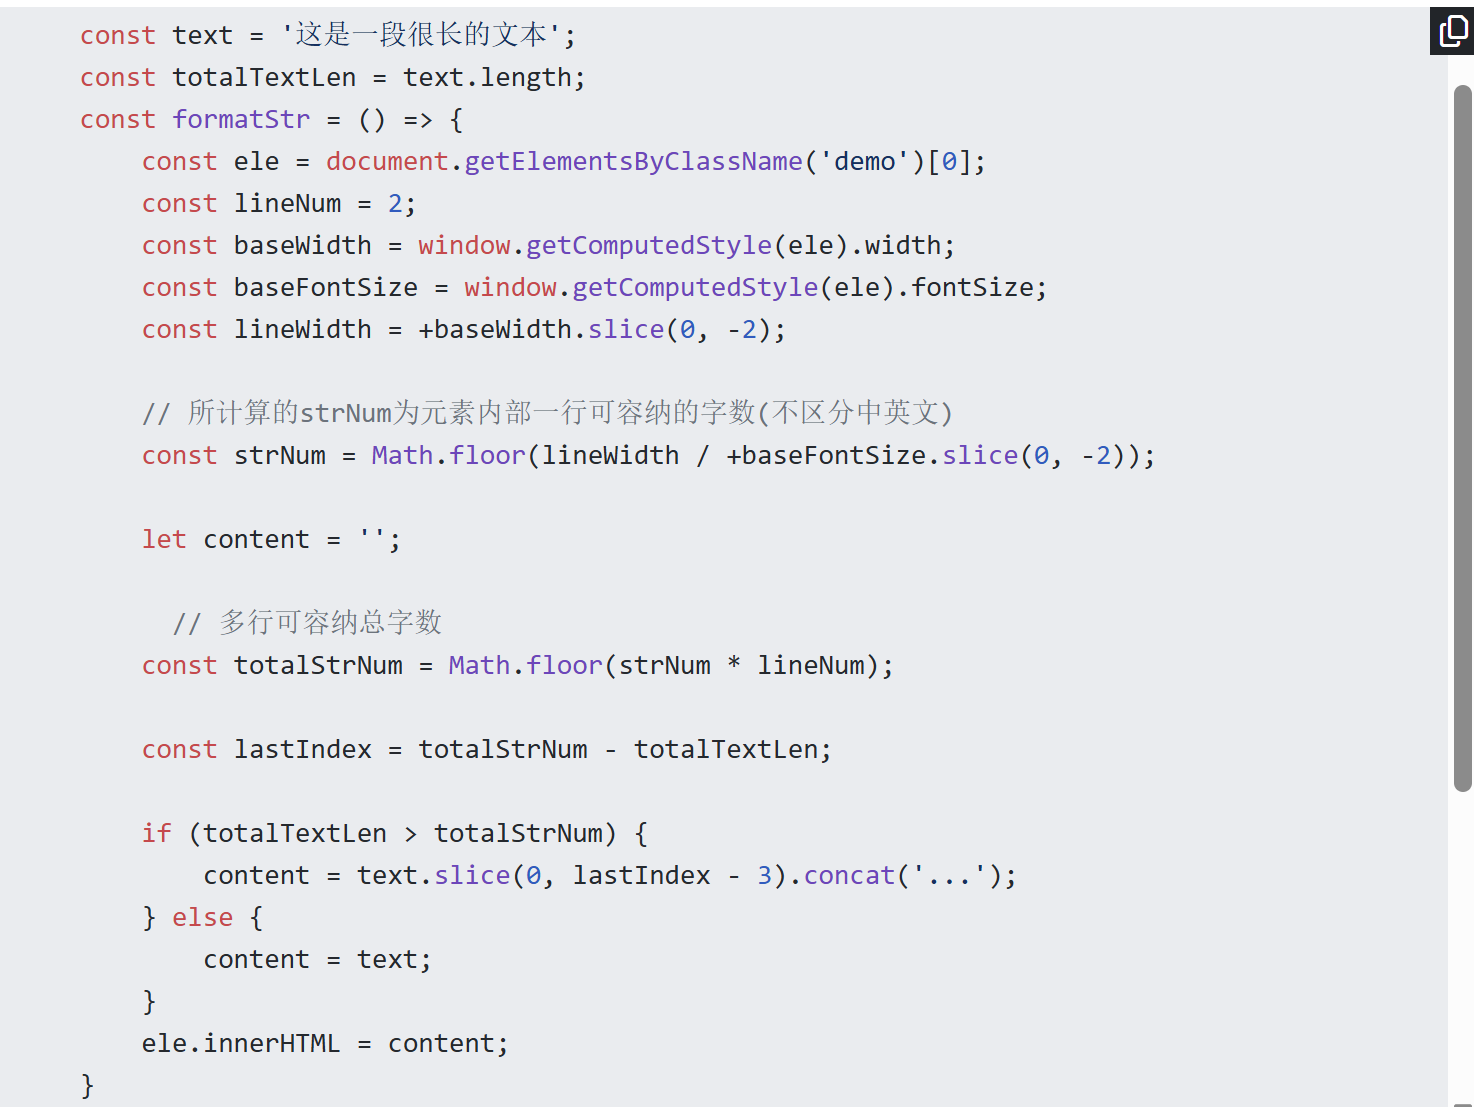 const text = '这是一段很长的文本';
const totalTextLen = text.length;
const formatStr = () => {
    const ele = document.getElementsByClassName('demo')[0];
    const lineNum = 2;
    const baseWidth = window.getComputedStyle(ele).width;
    const baseFontSize = window.getComputedStyle(ele).fontSize;
    const lineWidth = +baseWidth.slice(0, -2);

    // 所计算的strNum为元素内部一行可容纳的字数(不区分中英文)
    const strNum = Math.floor(lineWidth / +baseFontSize.slice(0, -2));

    let content = '';

      // 多行可容纳总字数
    const totalStrNum = Math.floor(strNum * lineNum);

    const lastIndex = totalStrNum - totalTextLen;

    if (totalTextLen > totalStrNum) {
        content = text.slice(0, lastIndex - 3).concat('...');
    } else {
        content = text;
    }
    ele.innerHTML = content;
}